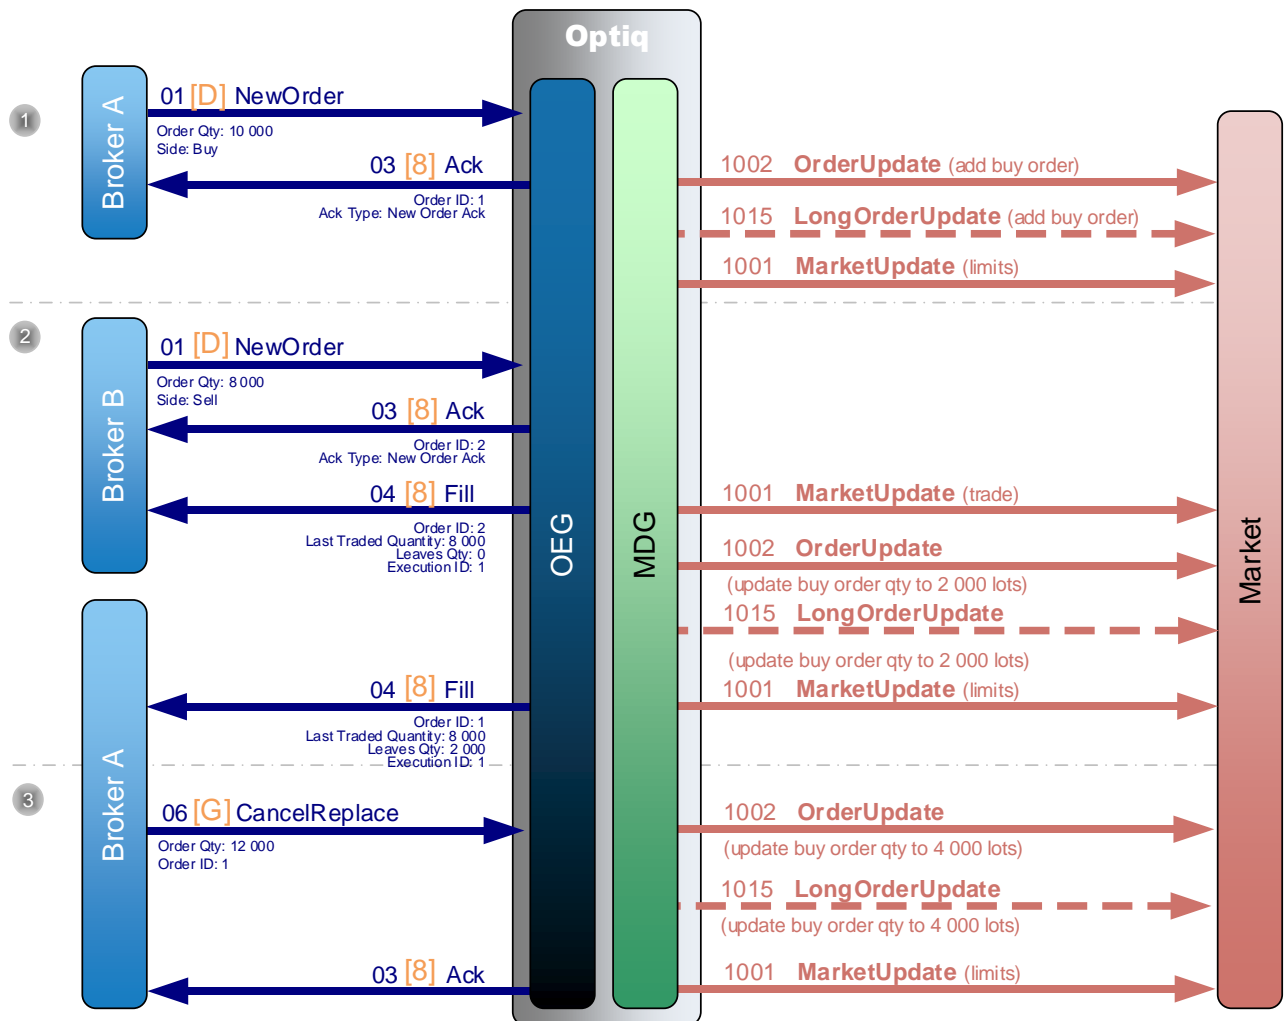 Optiq
1
Broker A
01 [D] NewOrder
Order Qty: 10 000
Side: Buy
03 [8] Ack
Order ID: 1
Ack Type: New Order Ack
1002 OrderUpdate (add buy order)
1015 LongOrderUpdate (add buy order)
1001 MarketUpdate (limits)
2
Broker B
01 [D] NewOrder
Order Qty: 8 000
Side: Sell
03 [8] Ack
Order ID: 2
Ack Type: New Order Ack
04 [8] Fill
Order ID: 2
Last Traded Quantity: 8 000
Leaves Qty: 0
Execution ID: 1
OEG
MDG
1001 MarketUpdate (trade)
1002 OrderUpdate
(update buy order qty to 2 000 lots)
1015 LongOrderUpdate
(update buy order qty to 2 000 lots)
1001 MarketUpdate (limits)
Market
Broker A
04 [8] Fill
Order ID: 1
Last Traded Quantity: 8 000
Leaves Qty: 2 000
Execution ID: 1
3
06 [G] CancelReplace
Order Qty: 12 000
Order ID: 1
1002 OrderUpdate
(update buy order qty to 4 000 lots)
1015 LongOrderUpdate
(update buy order qty to 4 000 lots)
03 [8] Ack
1001 MarketUpdate (limits)